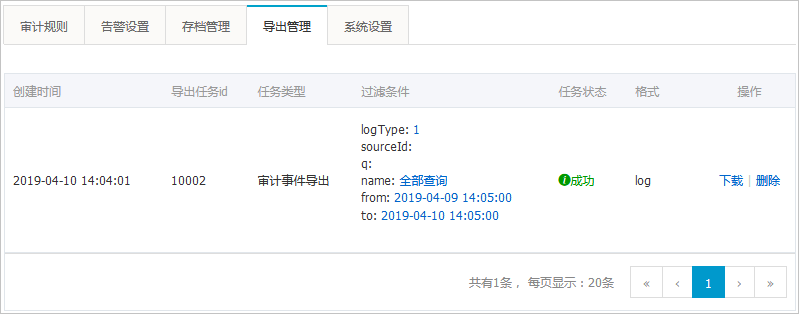 审计规则 告警设置 存档管理 导出管理 系统设置
创建时间 导出任务id 任务类型 过滤条件 任务状态 格式 操作
logType: 1
sourceId:
q:
2019-04-10 14:04:01 10002 审计事件导出 name: 全部查询 成功 log 下载 | 删除
from: 2019-04-09 14:05:00
to: 2019-04-10 14:05:00
共有1条， 每页显示：20条 « ‹ 1 › »